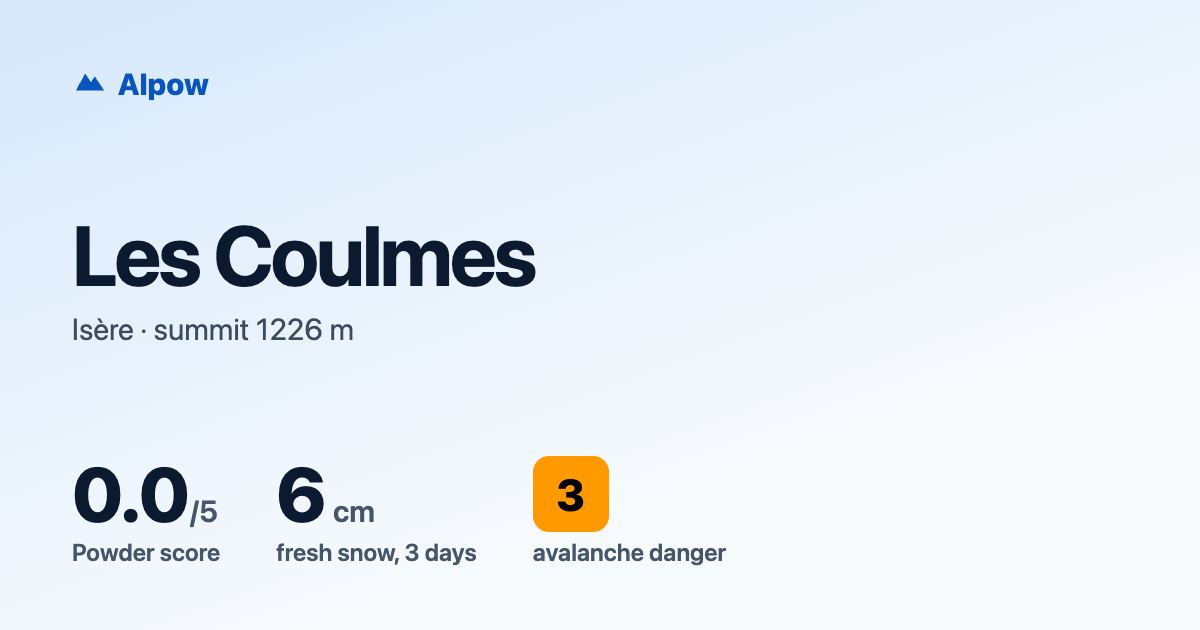 Alpow
Les Coulmes
Isère · summit 1226 m
0.0/5
Powder score
6 cm
fresh snow, 3 days
3
avalanche danger